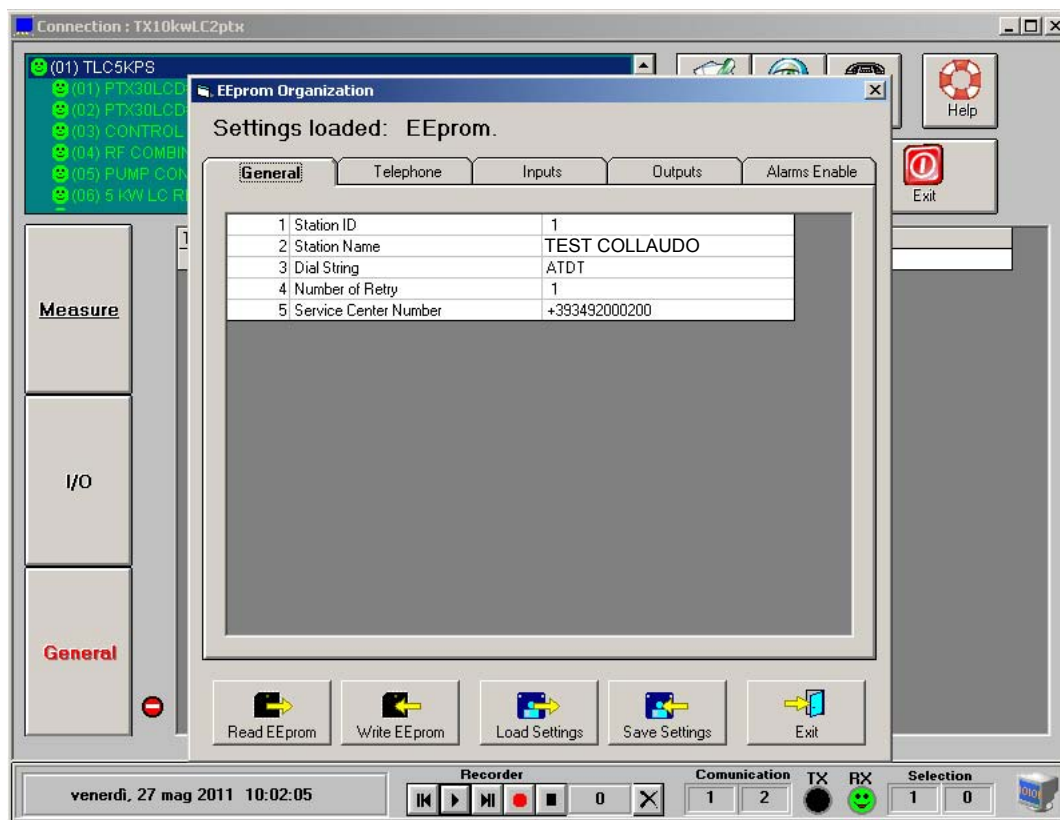 Connection : TX10kwLC2ptx
(01) TLC5KPS
(01) PTX30LCD
(02) PTX30LCD
(03) CONTROL
(04) RF COMBIN
(05) PUMP CON
(06) 5 KW LC R
Help
Exit
EEprom Organization
Settings loaded: EEprom.
General Telephone Inputs Outputs Alarms Enable
1 Station ID 1
2 Station Name TEST COLLAUDO
3 Dial String ATDT
4 Number of Retry 1
5 Service Center Number +393492000200
Measure
I/O
General
Read EEprom Write EEprom Load Settings Save Settings Exit
venerdì, 27 mag 2011 10:02:05
Recorder
0
Comunication
1 2
TX RX
Selection
1 0